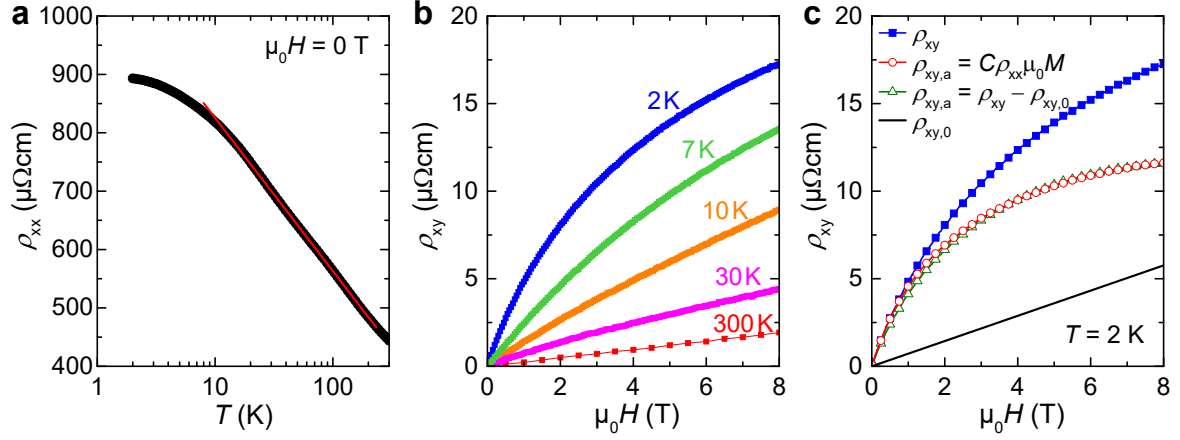 a
μ₀H = 0 T
1000
900
800
700
600
500
400
ρxx (μΩcm)
1
10
100
T (K)
b
20
15
10
5
0
ρxy (μΩcm)
2 K
7 K
10 K
30 K
300 K
0
2
4
6
8
μ₀H (T)
c
20
15
10
5
0
ρxy (μΩcm)
ρxy
ρxy,a = Cρxxμ₀M
ρxy,a = ρxy − ρxy,0
ρxy,0
T = 2 K
0
2
4
6
8
μ₀H (T)